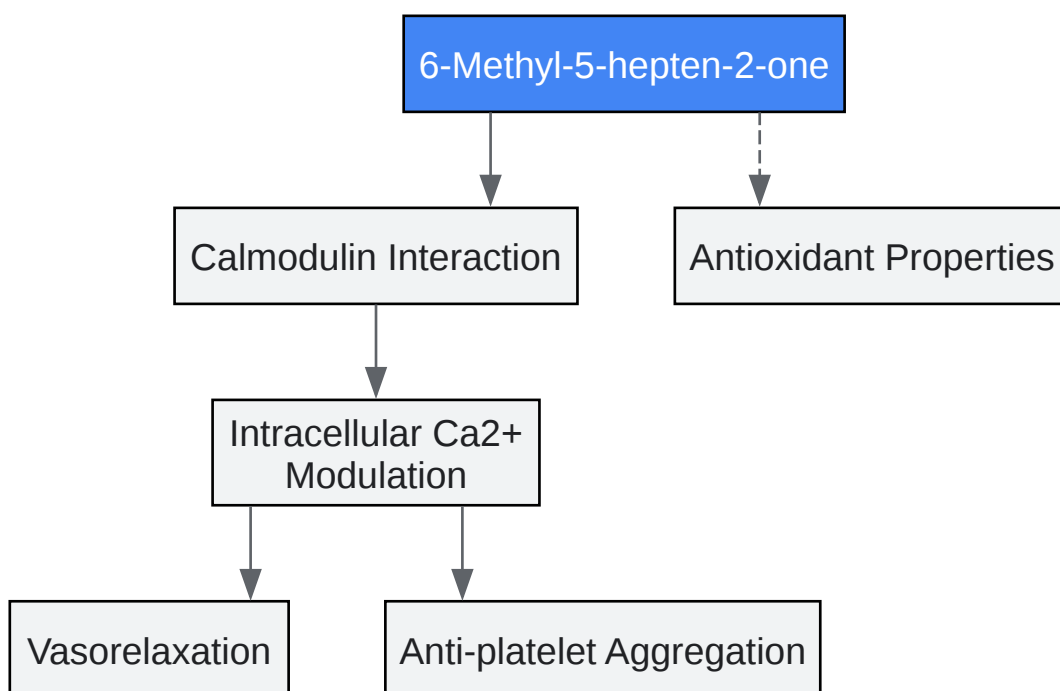 6-Methyl-5-hepten-2-one
Calmodulin Interaction
Antioxidant Properties
Intracellular Ca2+
Modulation
Vasorelaxation
Anti-platelet Aggregation